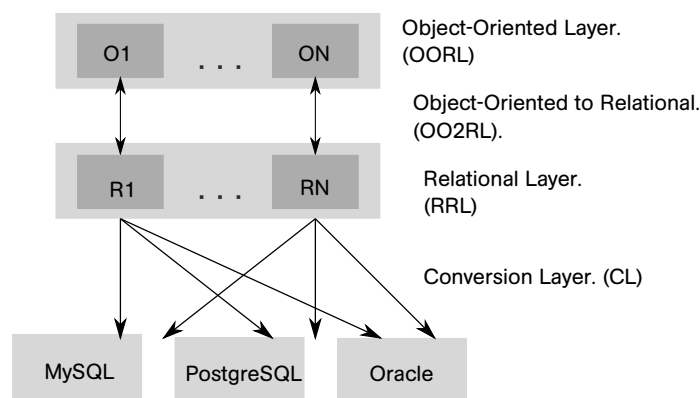 O1 . . . ON
Object-Oriented Layer.
(OORL)
Object-Oriented to Relational.
(OO2RL).
R1 . . . RN
Relational Layer.
(RRL)
Conversion Layer. (CL)
MySQL
PostgreSQL
Oracle